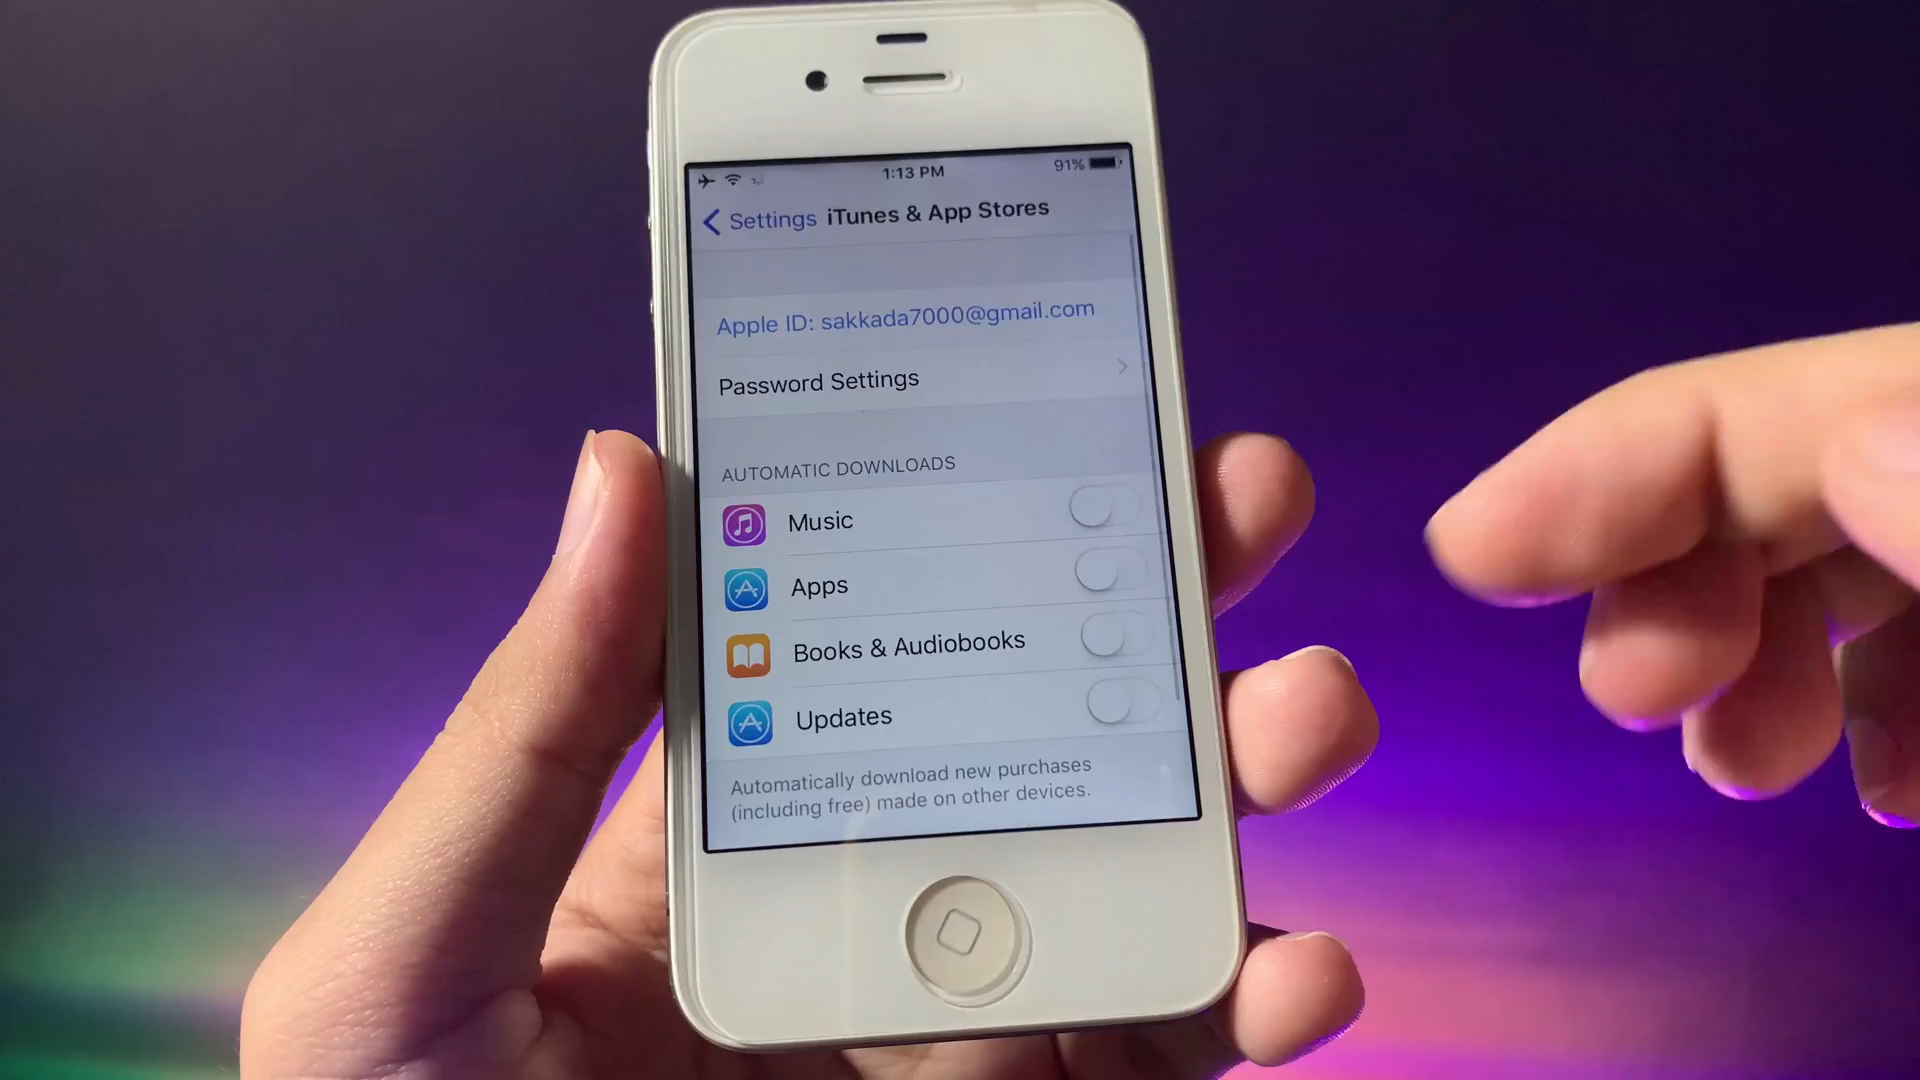 1:13 PM
91%
Settings
iTunes & App Stores
Apple ID: sakkada7000@gmail.com
Password Settings
AUTOMATIC DOWNLOADS
Music
Apps
Books & Audiobooks
Updates
Automatically download new purchases
(including free) made on other devices.